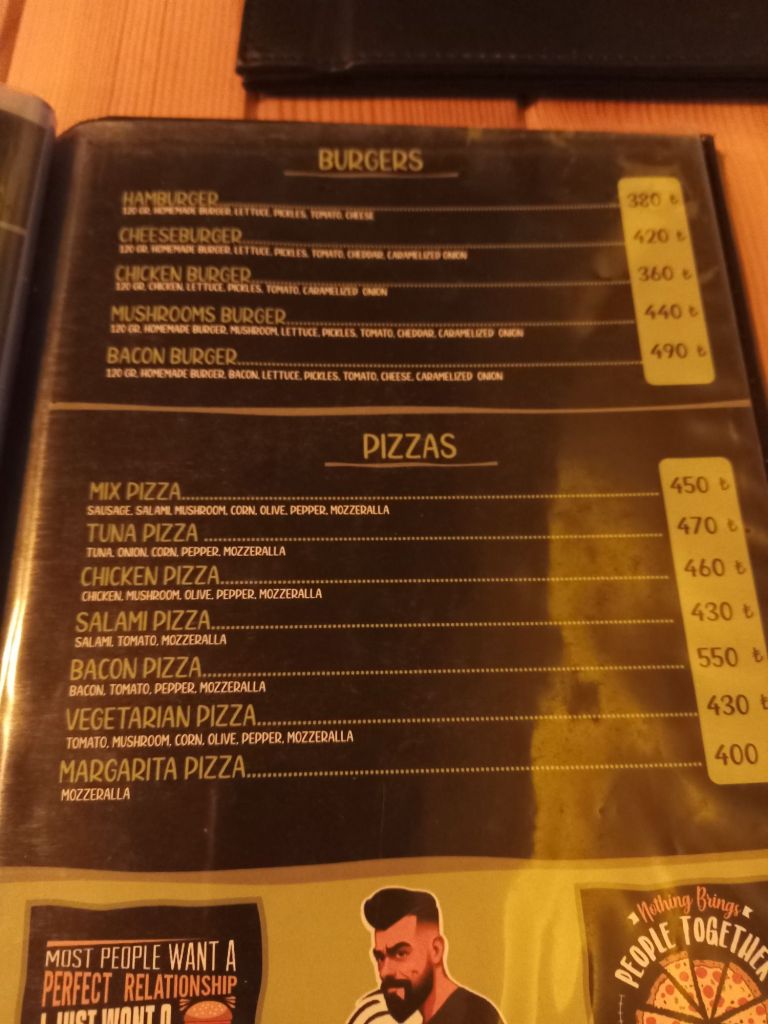 BURGERS
HAMBURGER 380 ₺
120 GR. HOMEMADE BURGER, LETTUCE, PICKLES, TOMATO, CHEESE
CHEESEBURGER 420 ₺
120 GR. HOMEMADE BURGER, LETTUCE, PICKLES, TOMATO, CHEDDAR, CARAMELIZED ONION
CHICKEN BURGER 360 ₺
120 GR. CHICKEN, LETTUCE, PICKLES, TOMATO, CARAMELIZED ONION
MUSHROOMS BURGER 440 ₺
120 GR. HOMEMADE BURGER, MUSHROOM, LETTUCE, PICKLES, TOMATO, CHEDDAR, CARAMELIZED ONION
BACON BURGER 490 ₺
120 GR. HOMEMADE BURGER, BACON, LETTUCE, PICKLES, TOMATO, CHEESE, CARAMELIZED ONION
PIZZAS
MIX PIZZA 450 ₺
SAUSAGE, SALAMI, MUSHROOM, CORN, OLIVE, PEPPER, MOZZERALLA
TUNA PIZZA 470 ₺
TUNA, ONION, CORN, PEPPER, MOZZERALLA
CHICKEN PIZZA 460 ₺
CHICKEN, MUSHROOM, OLIVE, PEPPER, MOZZERALLA
SALAMI PIZZA 430 ₺
SALAMI, TOMATO, MOZZERALLA
BACON PIZZA 550 ₺
BACON, TOMATO, PEPPER, MOZZERALLA
VEGETARIAN PIZZA 430 ₺
TOMATO, MUSHROOM, CORN, OLIVE, PEPPER, MOZZERALLA
MARGARITA PIZZA 400
MOZZERALLA
MOST PEOPLE WANT A
PERFECT RELATIONSHIP
I JUST WANT A
Nothing Brings
PEOPLE TOGETHER